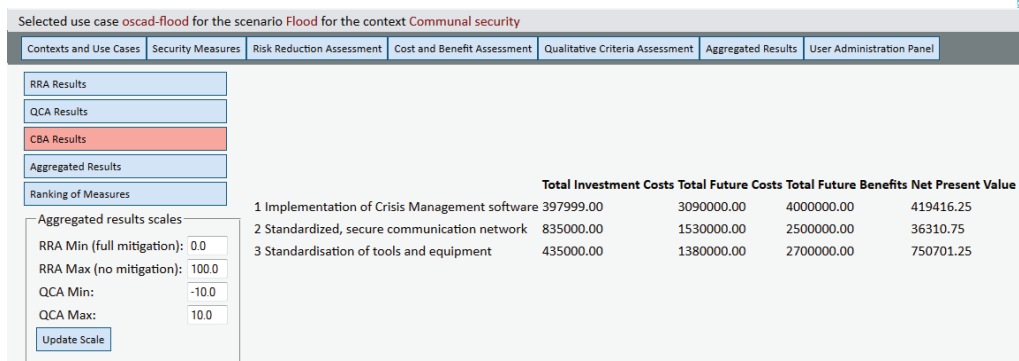 Selected use case oscad-flood for the scenario Flood for the context Communal security
Contexts and Use Cases Security Measures Risk Reduction Assessment Cost and Benefit Assessment Qualitative Criteria Assessment Aggregated Results User Administration Panel
RRA Results
QCA Results
CBA Results
Aggregated Results
Ranking of Measures
Aggregated results scales
RRA Min (full mitigation): 0.0
RRA Max (no mitigation): 100.0
QCA Min: -10.0
QCA Max: 10.0
Update Scale
Total Investment Costs Total Future Costs Total Future Benefits Net Present Value
1 Implementation of Crisis Management software 397999.00 3090000.00 4000000.00 419416.25
2 Standardized, secure communication network 835000.00 1530000.00 2500000.00 36310.75
3 Standardisation of tools and equipment 435000.00 1380000.00 2700000.00 750701.25